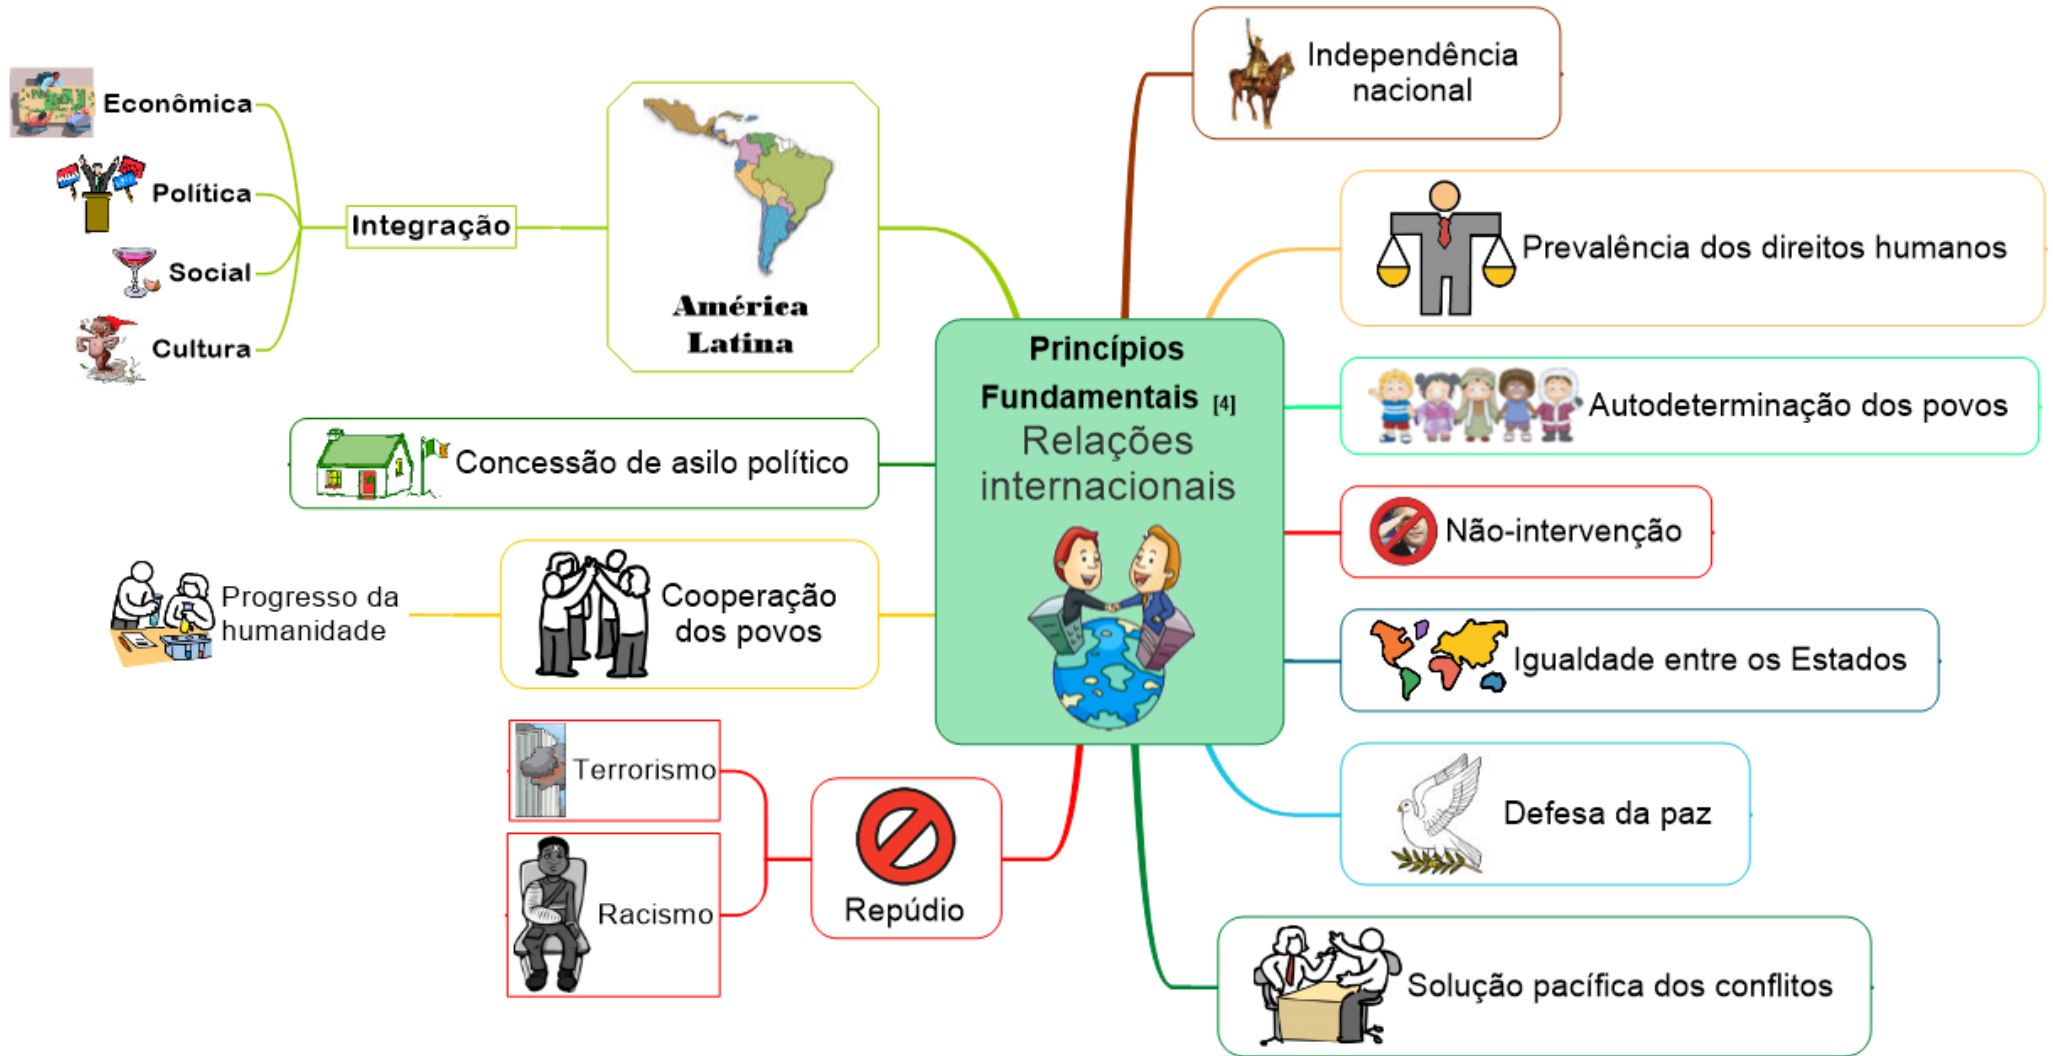 Princípios
Fundamentais [4]
Relações
internacionais
Independência
nacional
Prevalência dos direitos humanos
Autodeterminação dos povos
Não-intervenção
Igualdade entre os Estados
Defesa da paz
Solução pacífica dos conflitos
Repúdio
Terrorismo
Racismo
Cooperação
dos povos
Progresso da
humanidade
Concessão de asilo político
América
Latina
Integração
Econômica
Política
Social
Cultura